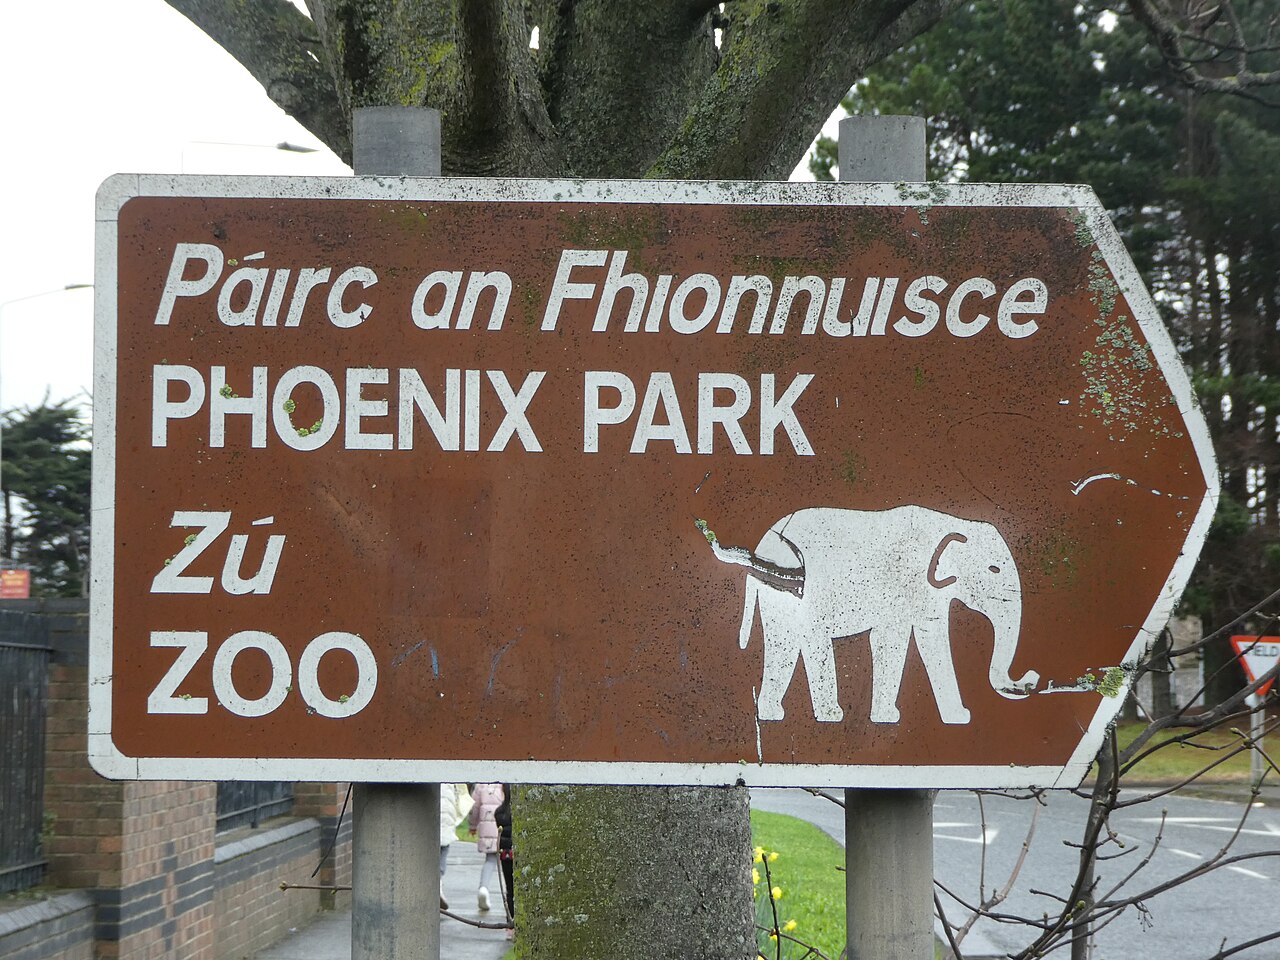 Páirc an Fhionnuisce
PHOENIX PARK
Zú
ZOO